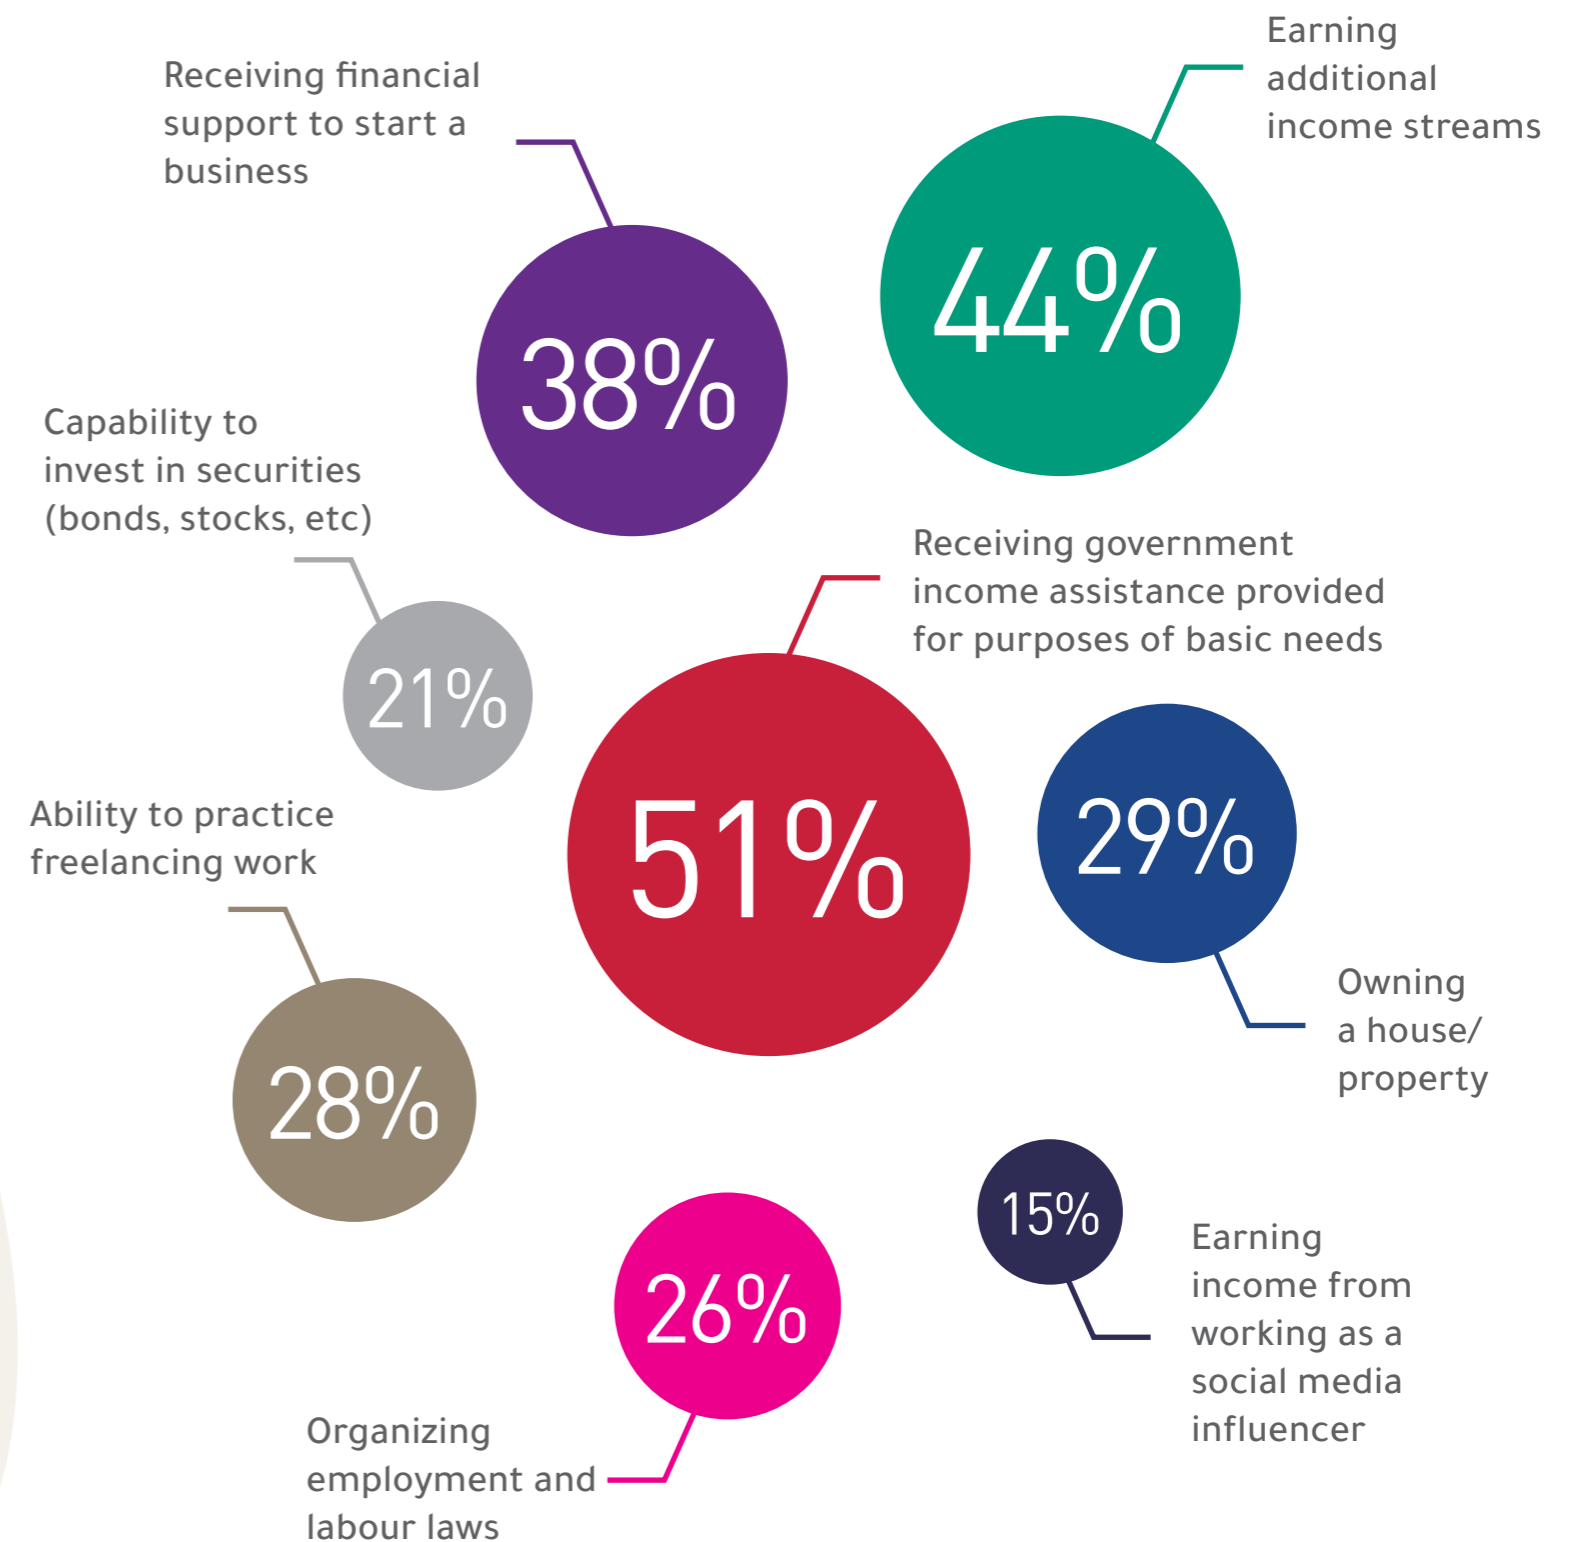 Receiving financial
support to start a
business
38%
Earning
additional
income streams
44%
Capability to
invest in securities
(bonds, stocks, etc)
21%
Receiving government
income assistance provided
for purposes of basic needs
51%
29%
Owning
a house/
property
Ability to practice
freelancing work
28%
15%
Earning
income from
working as a
social media
influencer
26%
Organizing
employment and
labour laws